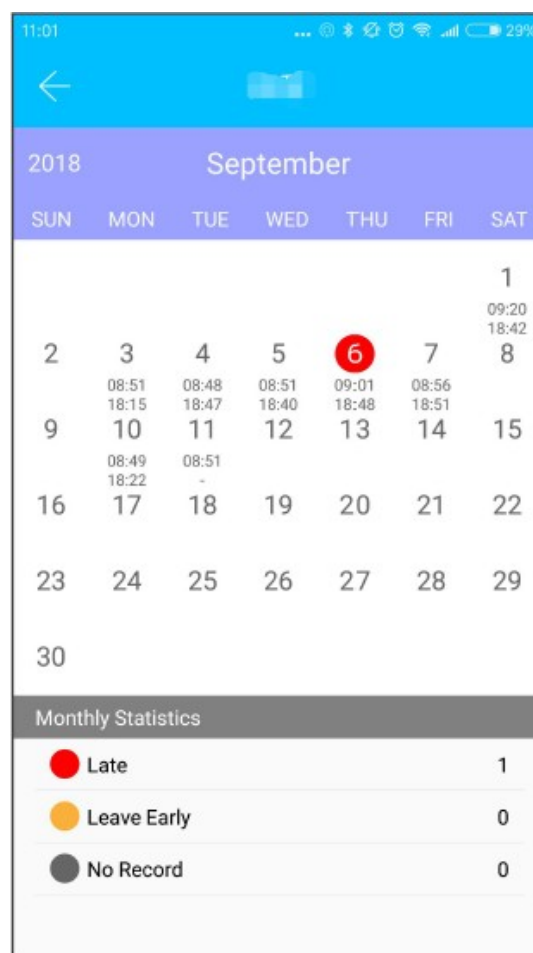 11:01 ... 29%
2018 September
SUN MON TUE WED THU FRI SAT
1
09:20
18:42
2 3 4 5 6 7 8
08:51 08:48 08:51 09:01 08:56
18:15 18:47 18:40 18:48 18:51
9 10 11 12 13 14 15
08:49 08:51
18:22 -
16 17 18 19 20 21 22
23 24 25 26 27 28 29
30
Monthly Statistics
Late 1
Leave Early 0
No Record 0